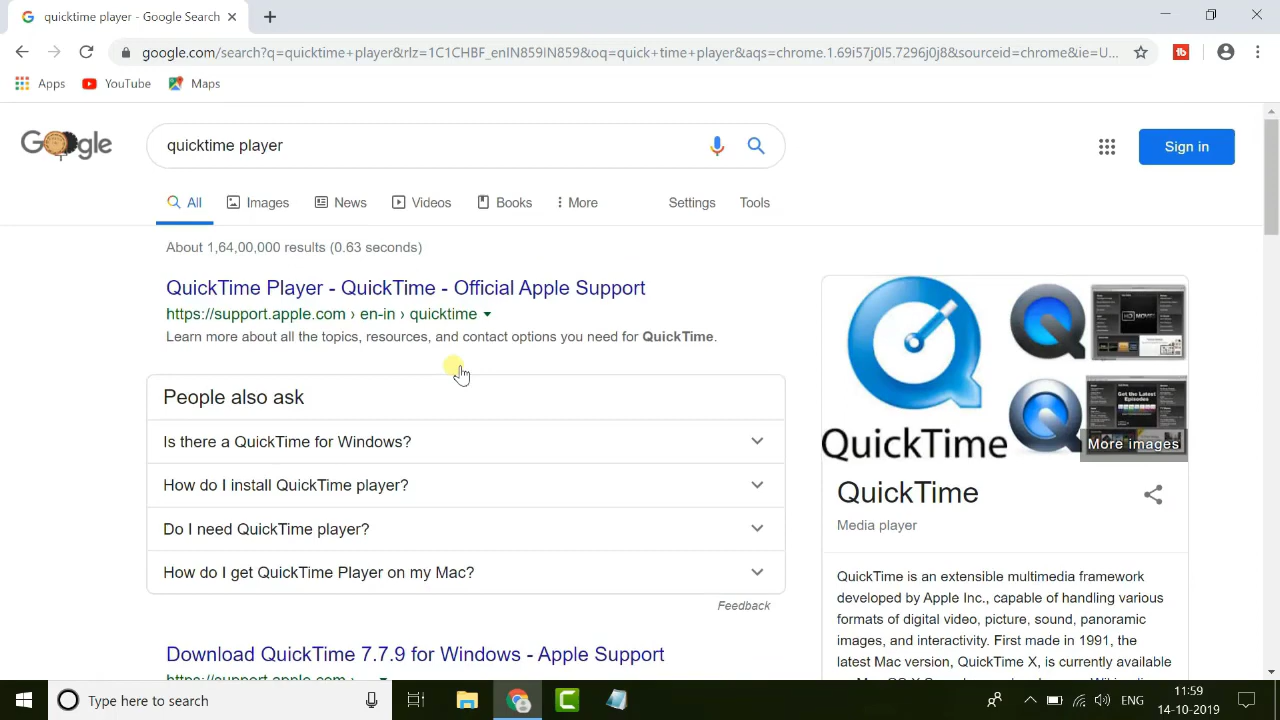 quicktime player - Google Search
google.com/search?q=quicktime+player&rlz=1C1CHBF_enIN859IN859&oq=quick+time+player&aqs=chrome.1.69i57j0l5.7296j0j8&sourceid=chrome&ie=U...
Apps YouTube Maps
Google quicktime player Sign in
All Images News Videos Books More Settings Tools
About 1,64,00,000 results (0.63 seconds)
QuickTime Player - QuickTime - Official Apple Support
https://support.apple.com › en-in › quicktime
Learn more about all the topics, resources, and contact options you need for QuickTime.
People also ask
Is there a QuickTime for Windows?
How do I install QuickTime player?
Do I need QuickTime player?
How do I get QuickTime Player on my Mac?
Feedback
Download QuickTime 7.7.9 for Windows - Apple Support
QuickTime
More images
QuickTime
Media player
QuickTime is an extensible multimedia framework
developed by Apple Inc., capable of handling various
formats of digital video, picture, sound, panoramic
images, and interactivity. First made in 1991, the
latest Mac version, QuickTime X, is currently available
Type here to search
ENG
11:59
14-10-2019